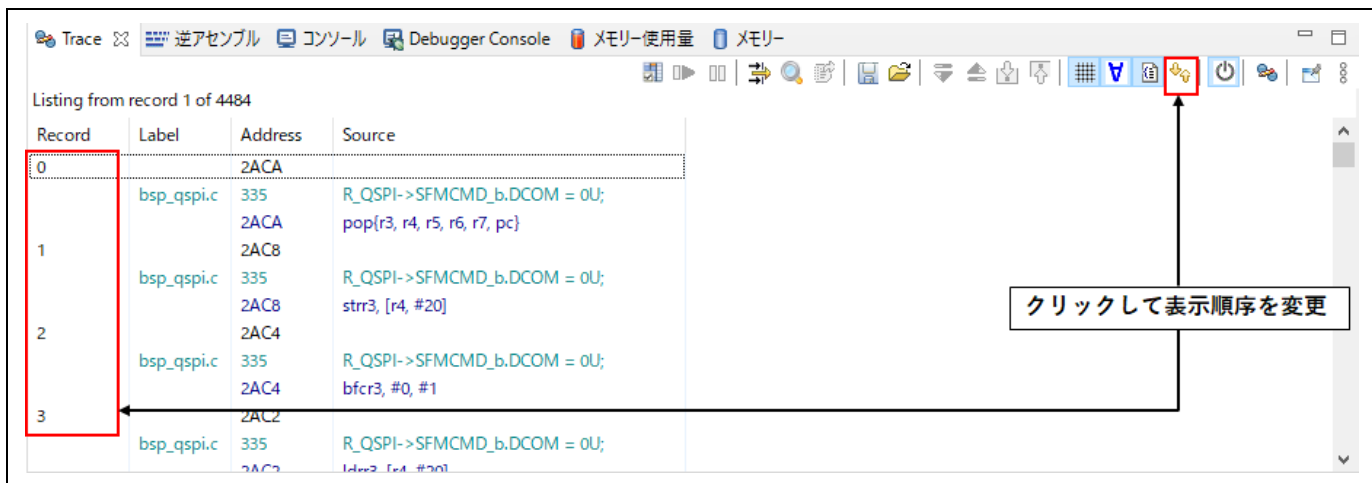 Trace 逆アセンブル コンソール Debugger Console メモリー使用量 メモリー
Listing from record 1 of 4484
Record Label Address Source
0 2ACA
bsp_qspi.c 335 R_QSPI->SFMCMD_b.DCOM = 0U;
2ACA pop{r3, r4, r5, r6, r7, pc}
1 2AC8
bsp_qspi.c 335 R_QSPI->SFMCMD_b.DCOM = 0U;
2AC8 strr3, [r4, #20]
クリックして表示順序を変更
2 2AC4
bsp_qspi.c 335 R_QSPI->SFMCMD_b.DCOM = 0U;
2AC4 bfcr3, #0, #1
3 2AC2
bsp_qspi.c 335 R_QSPI->SFMCMD_b.DCOM = 0U;
2AC2 ldrr3, [r4, #20]